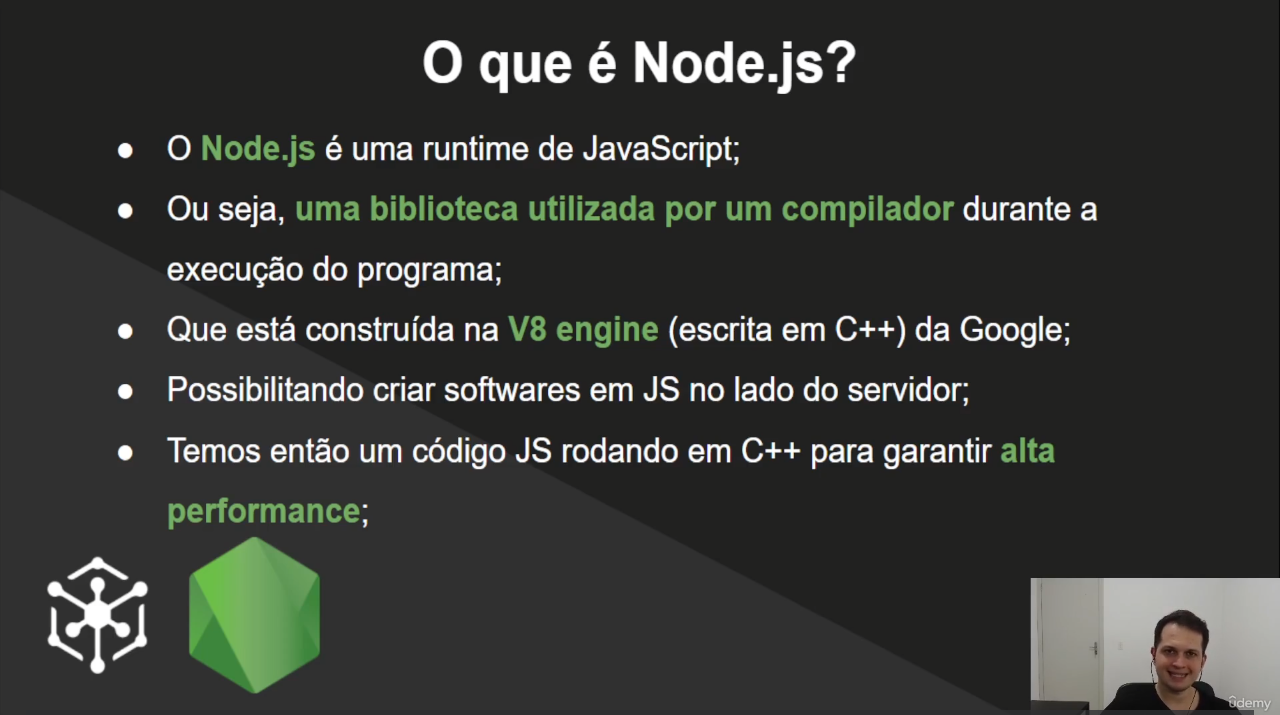 O que é Node.js?
● O Node.js é uma runtime de JavaScript;
● Ou seja, uma biblioteca utilizada por um compilador durante a
execução do programa;
● Que está construída na V8 engine (escrita em C++) da Google;
● Possibilitando criar softwares em JS no lado do servidor;
● Temos então um código JS rodando em C++ para garantir alta
performance;
ûdemy